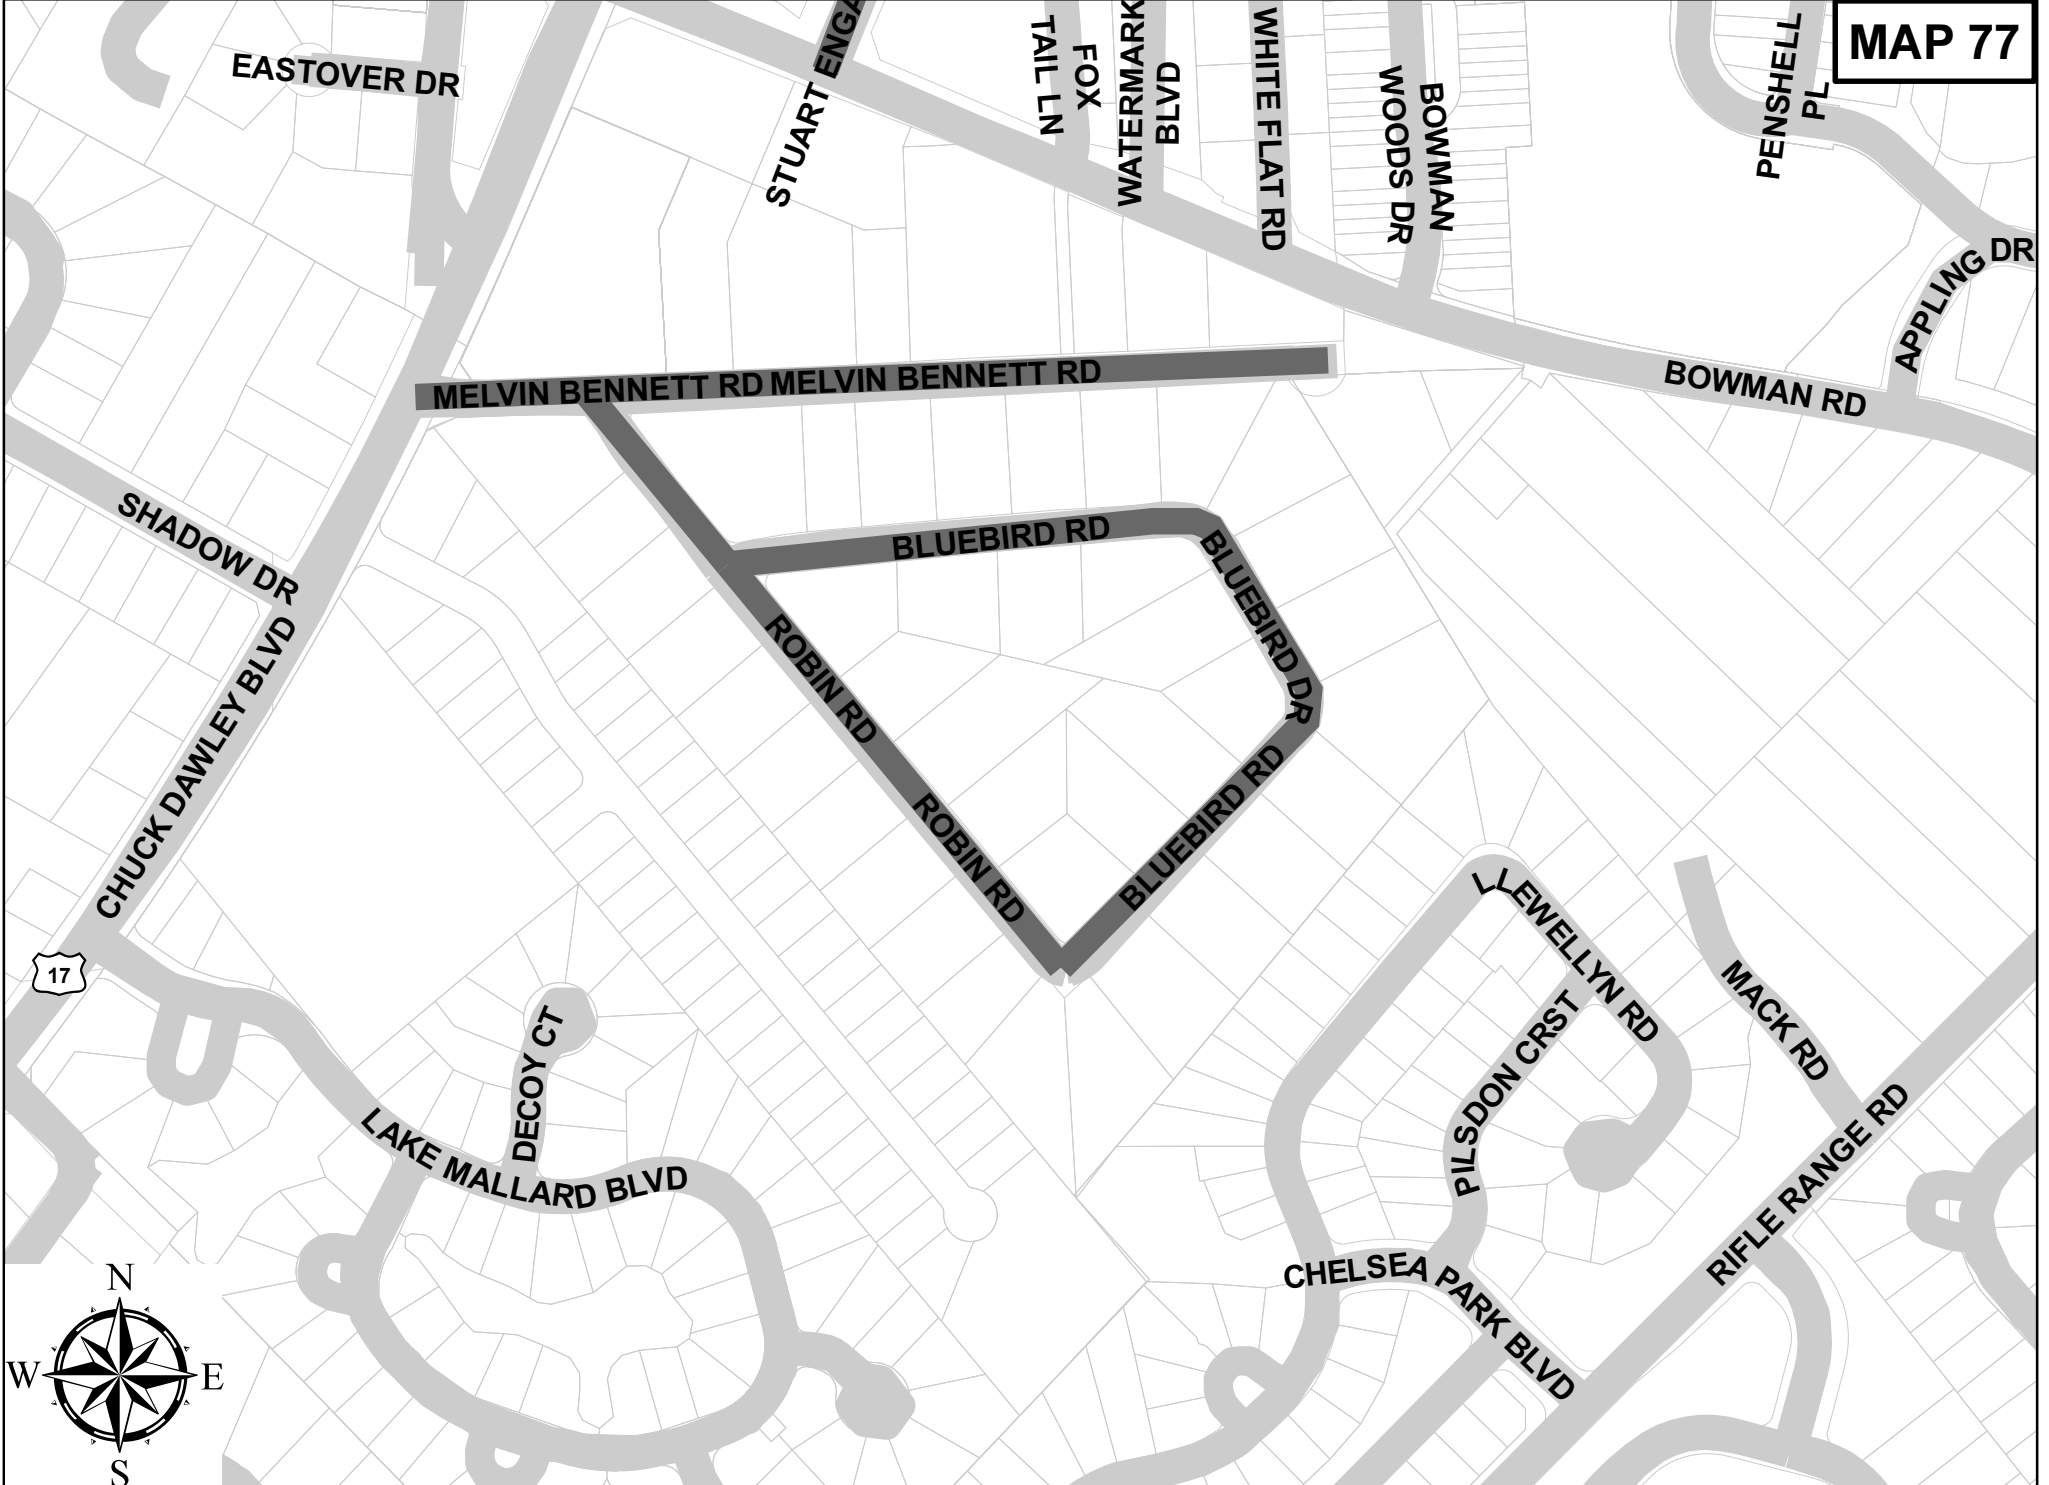 MAP 77
EASTOVER DR
STUART ENGA
FOX
TAIL LN
WATERMARK
BLVD
WHITE FLAT RD
BOWMAN
WOODS DR
PENSHELL
PL
APPLING DR
BOWMAN RD
MELVIN BENNETT RD MELVIN BENNETT RD
SHADOW DR
BLUEBIRD RD
BLUEBIRD DR
ROBIN RD
CHUCK DAWLEY BLVD
BLUEBIRD RD
ROBIN RD
LLEWELLYN RD
17
MACK RD
DECOY CT
PILSDON CRST
LAKE MALLARD BLVD
RIFLE RANGE RD
CHELSEA PARK BLVD
N
W E
S